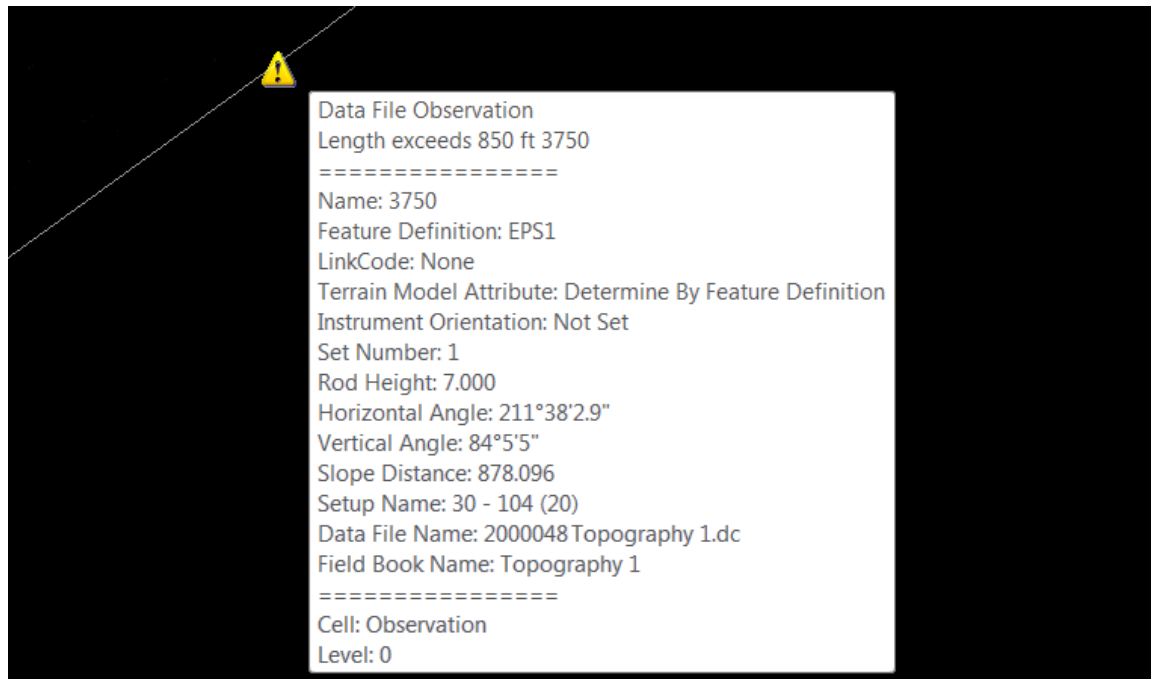 Data File Observation
Length exceeds 850 ft 3750
================
Name: 3750
Feature Definition: EPS1
LinkCode: None
Terrain Model Attribute: Determine By Feature Definition
Instrument Orientation: Not Set
Set Number: 1
Rod Height: 7.000
Horizontal Angle: 211°38'2.9"
Vertical Angle: 84°5'5"
Slope Distance: 878.096
Setup Name: 30 - 104 (20)
Data File Name: 2000048 Topography 1.dc
Field Book Name: Topography 1
================
Cell: Observation
Level: 0